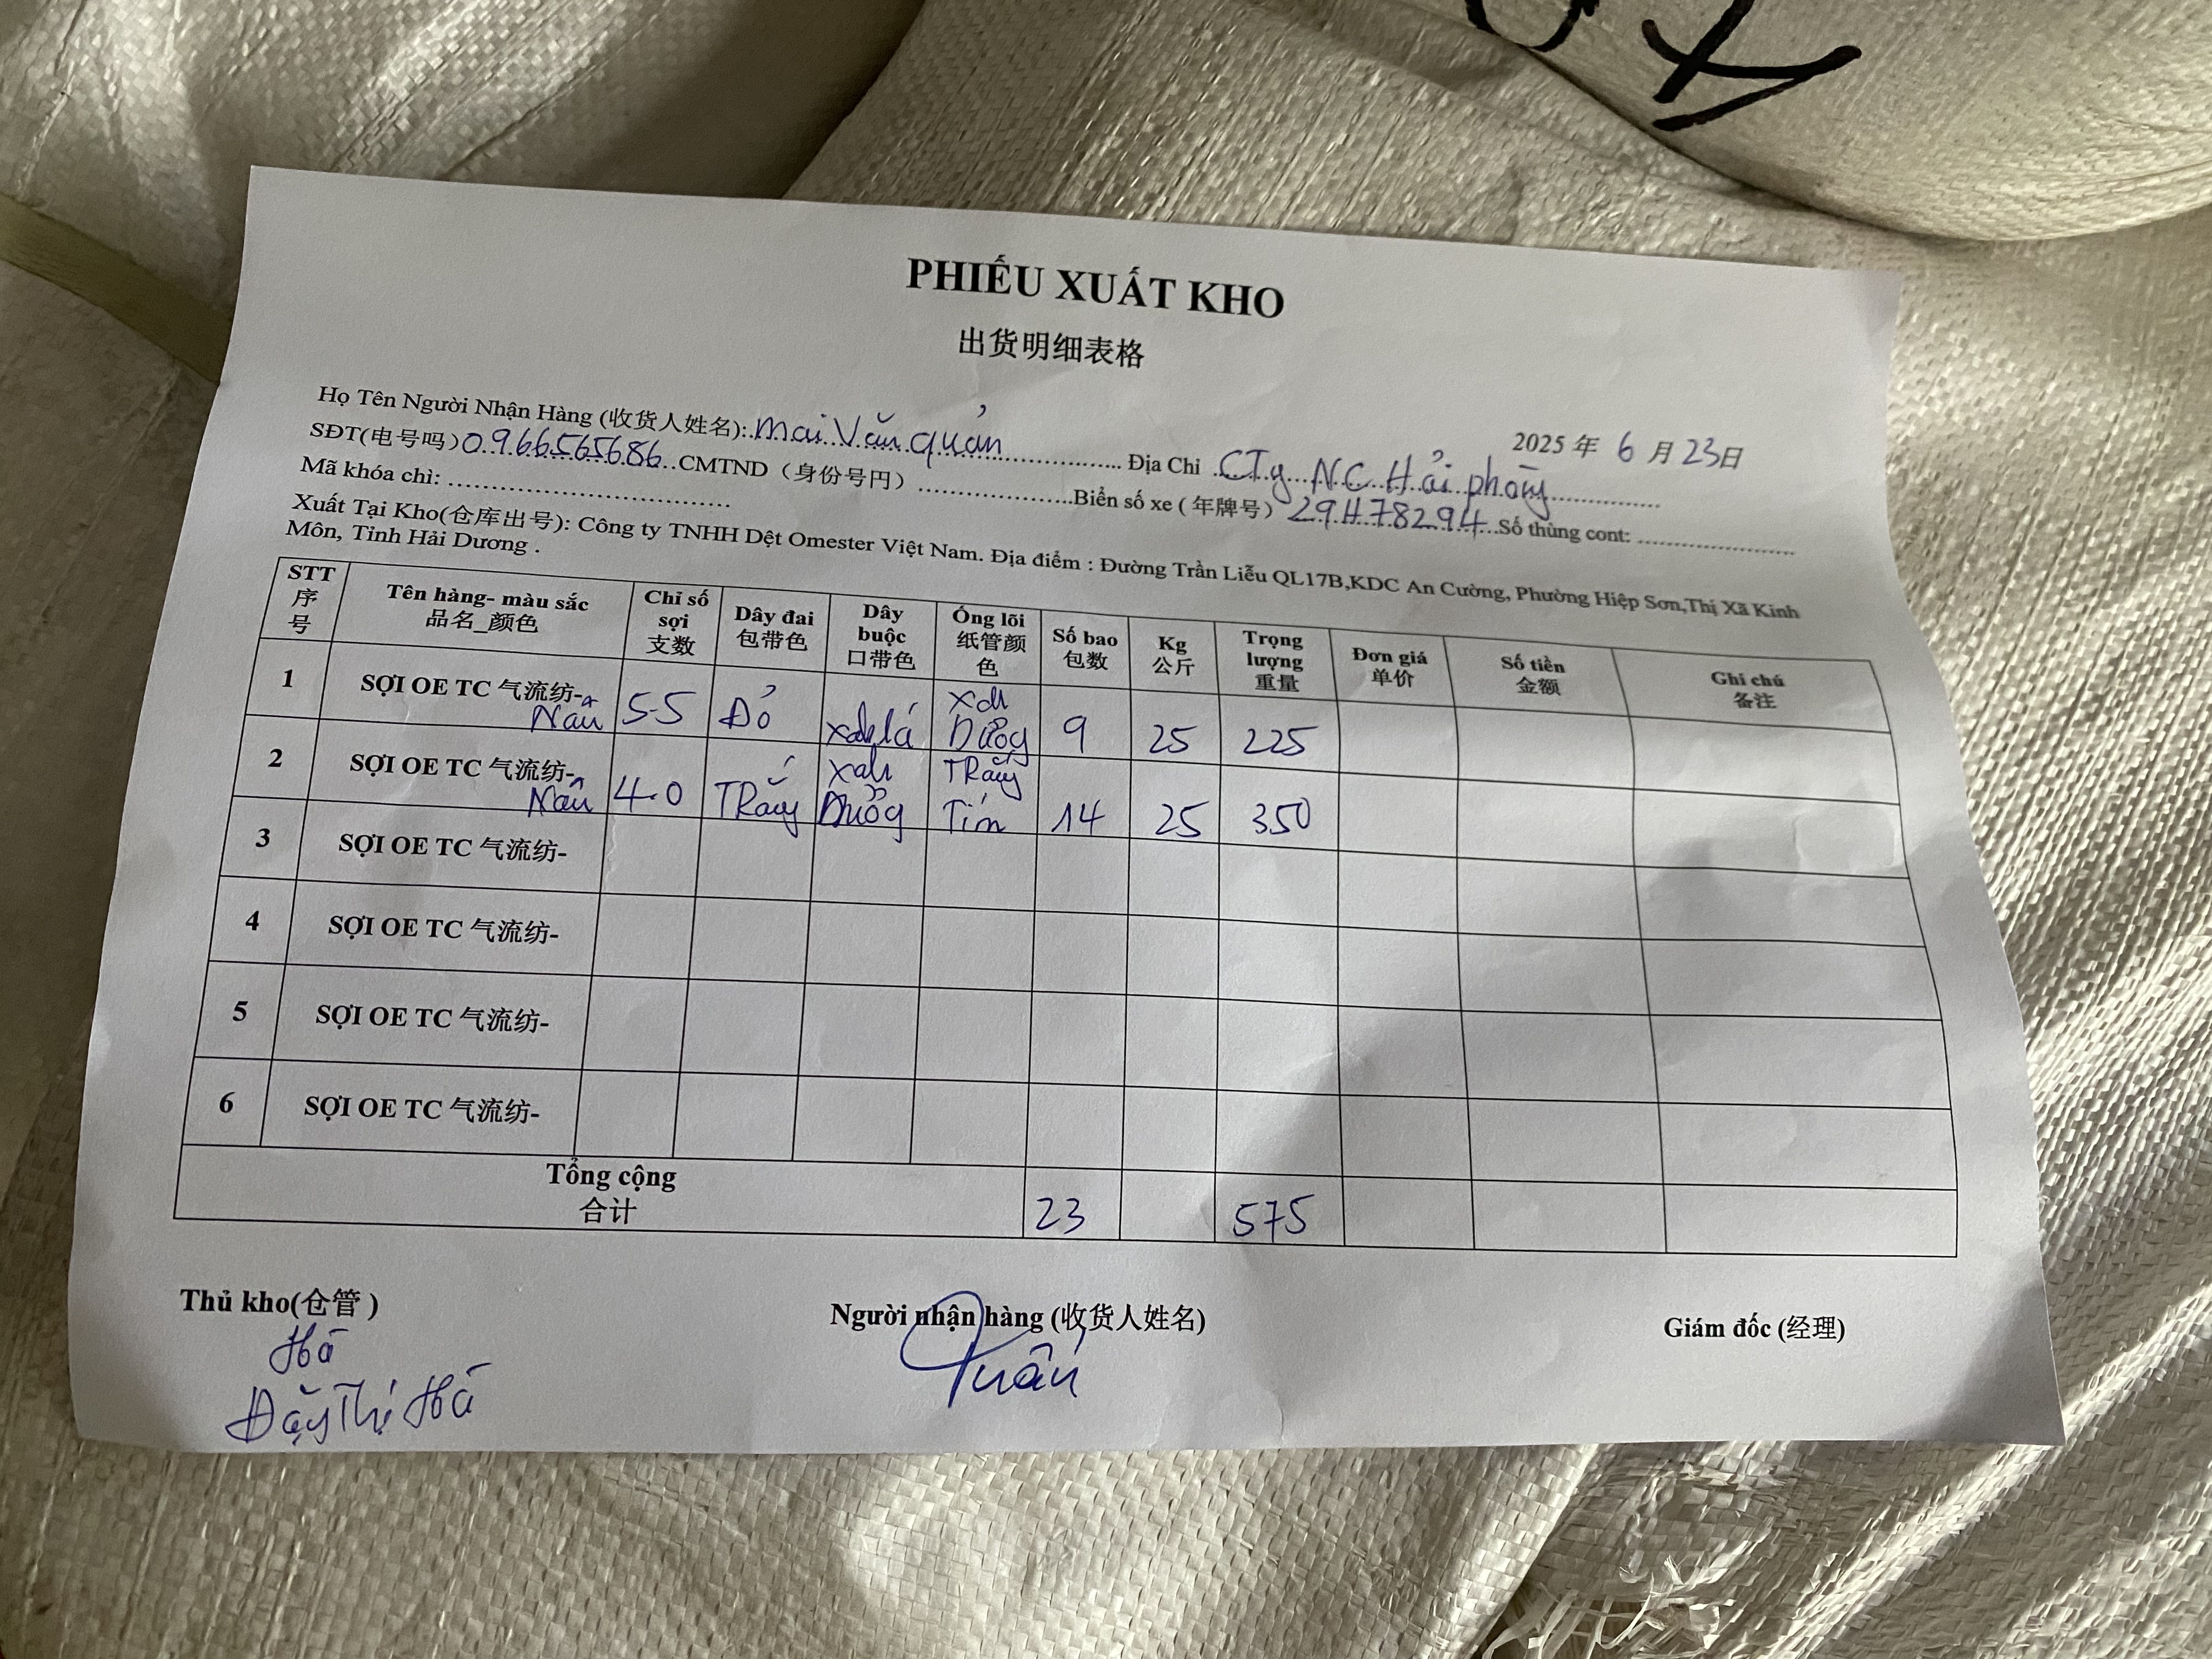 PHIẾU XUẤT KHO
出货明细表格
2025 年 6 月 23日
Họ Tên Người Nhận Hàng (收货人姓名): Mai Văn Quản Địa Chỉ CTy NC Hải phòng
SĐT(电号吗) 0966565686 CMTND（身份号円） Biển số xe ( 年牌号） 29H78294 Số thùng cont:
Mã khóa chì:
Xuất Tại Kho(仓库出号): Công ty TNHH Dệt Omester Việt Nam. Địa điểm : Đường Trần Liễu QL17B,KDC An Cường, Phường Hiệp Sơn,Thị Xã Kinh
Môn, Tỉnh Hải Dương .
STT 序号 Tên hàng- màu sắc 品名_颜色 Chỉ số sợi 支数 Dây đai 包带色 Dây buộc 口带色 Ống lõi 纸管颜色 Số bao 包数 Kg 公斤 Trọng lượng 重量 Đơn giá 单价 Số tiền 金额 Ghi chú 备注
1 SỢI OE TC 气流纺- Nâu 5.5 Đỏ xah lá xah Dưỡg 9 25 225
2 SỢI OE TC 气流纺- Nâu 4.0 TRắng xah Dưỡg TRắng Tím 14 25 350
3 SỢI OE TC 气流纺-
4 SỢI OE TC 气流纺-
5 SỢI OE TC 气流纺-
6 SỢI OE TC 气流纺-
Tổng cộng 合计 23 575
Thủ kho(仓管 ) Người nhận hàng (收货人姓名) Giám đốc (经理)
Hà
Đặng Thị Hà